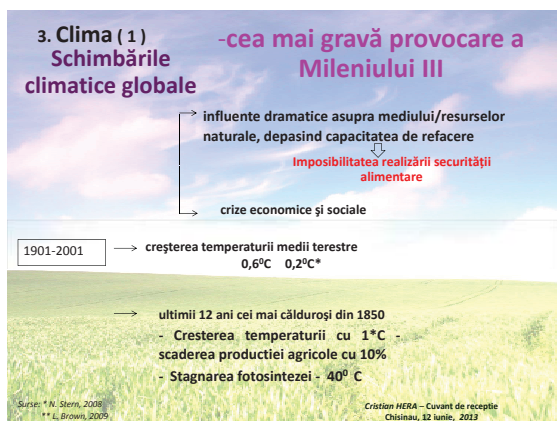 3. Clima ( 1 )
Schimbările
climatice globale
-cea mai gravă provocare a
Mileniului III
influente dramatice asupra mediului/resurselor
naturale, depasind capacitatea de refacere
Imposibilitatea realizării securităţii
alimentare
crize economice şi sociale
1901-2001
creşterea temperaturii medii terestre
0,6⁰C 0,2⁰C*
ultimii 12 ani cei mai călduroşi din 1850
- Cresterea temperaturii cu 1*C -
scaderea productiei agricole cu 10%
- Stagnarea fotosintezei - 40⁰ C
Surse: * N. Stern, 2008
** L. Brown, 2009
Cristian HERA – Cuvant de receptie
Chisinau, 12 iunie, 2013